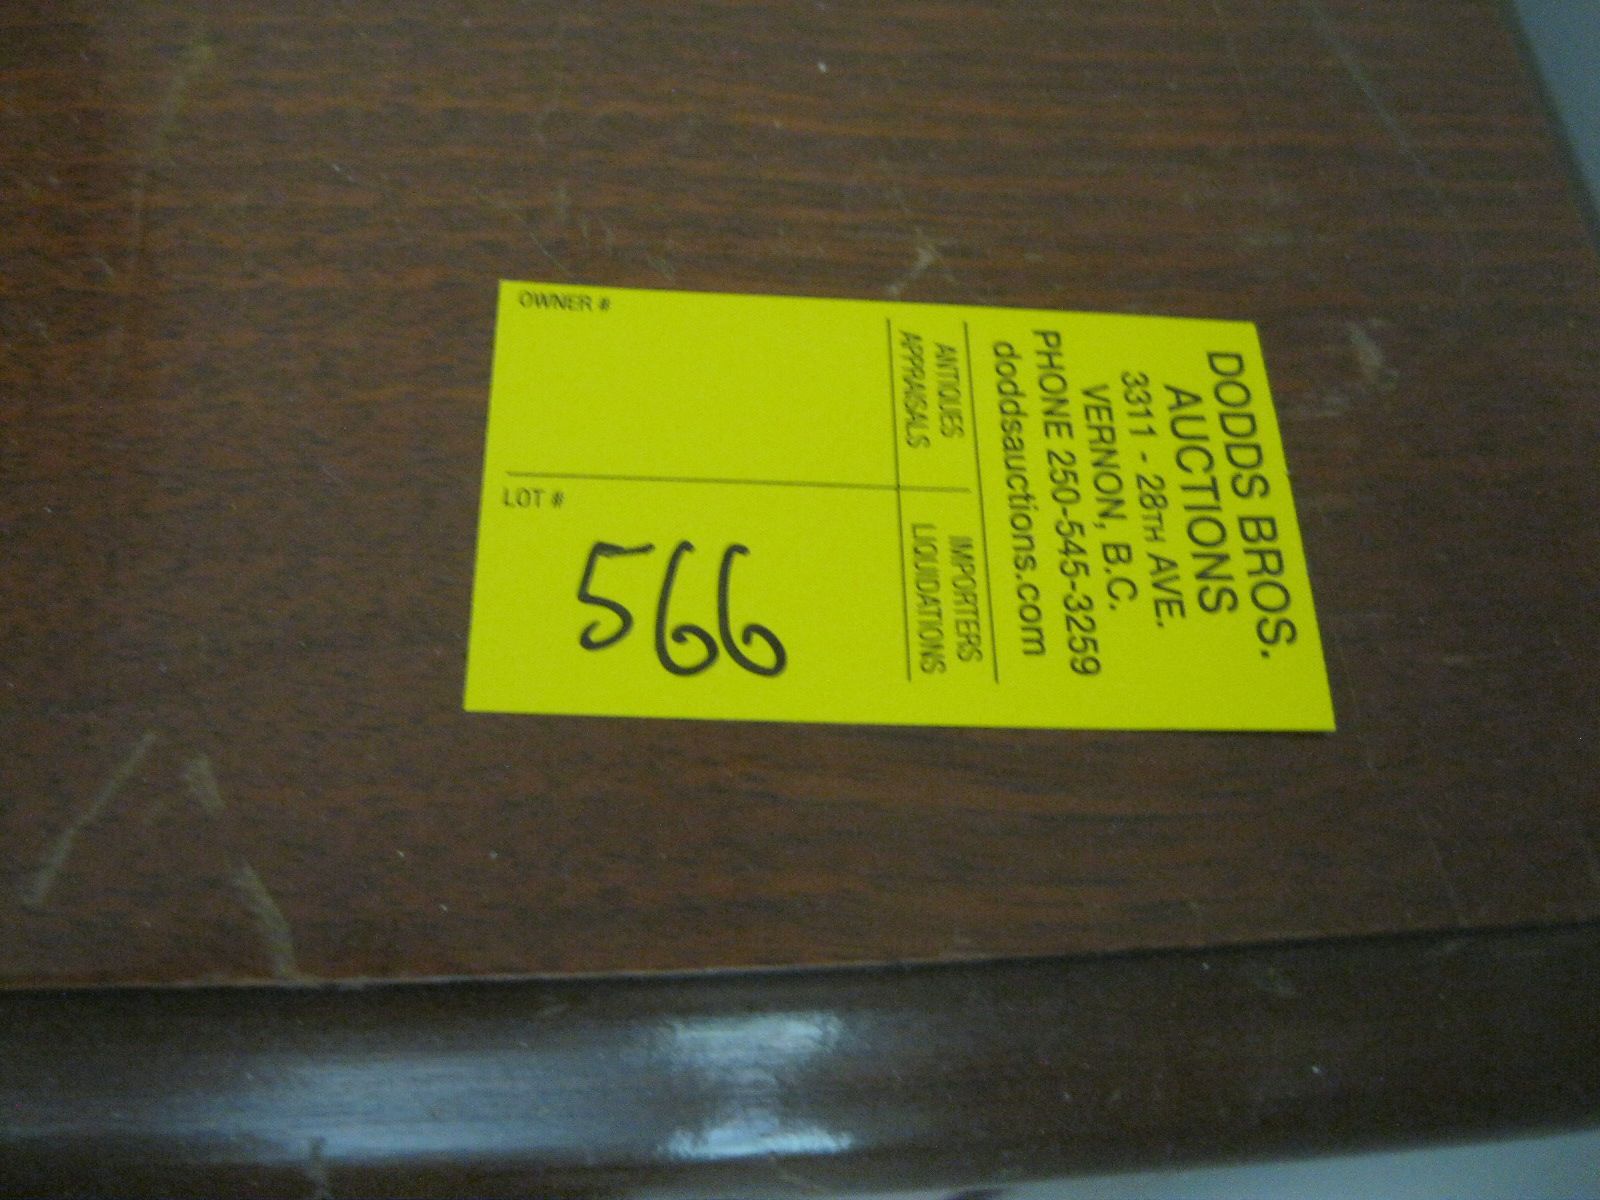 DODDS BROS.
AUCTIONS
3311 - 28TH AVE.
VERNON, B.C.
PHONE 250-545-3259
doddsauctions.com
ANTIQUES IMPORTERS
APPRAISALS LIQUIDATIONS
OWNER #
LOT #
566